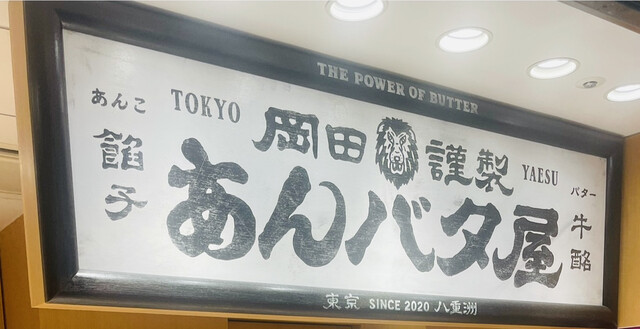 THE POWER OF BUTTER
あんこ
餡子
TOKYO
岡田謹製
YAESU
あんバタ屋
バター
牛酪
東京 SINCE 2020 八重洲